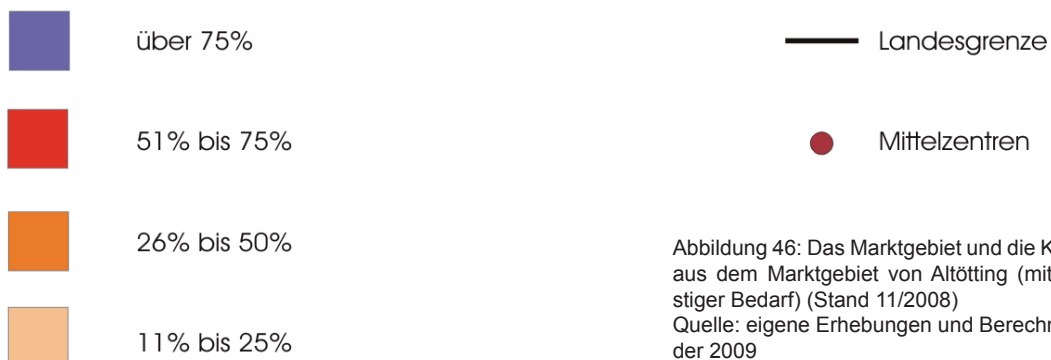 über 75%
51% bis 75%
26% bis 50%
11% bis 25%
Landesgrenze
Mittelzentren
Abbildung 46: Das Marktgebiet und die K
aus dem Marktgebiet von Altötting (mit
stiger Bedarf) (Stand 11/2008)
Quelle: eigene Erhebungen und Berech
der 2009